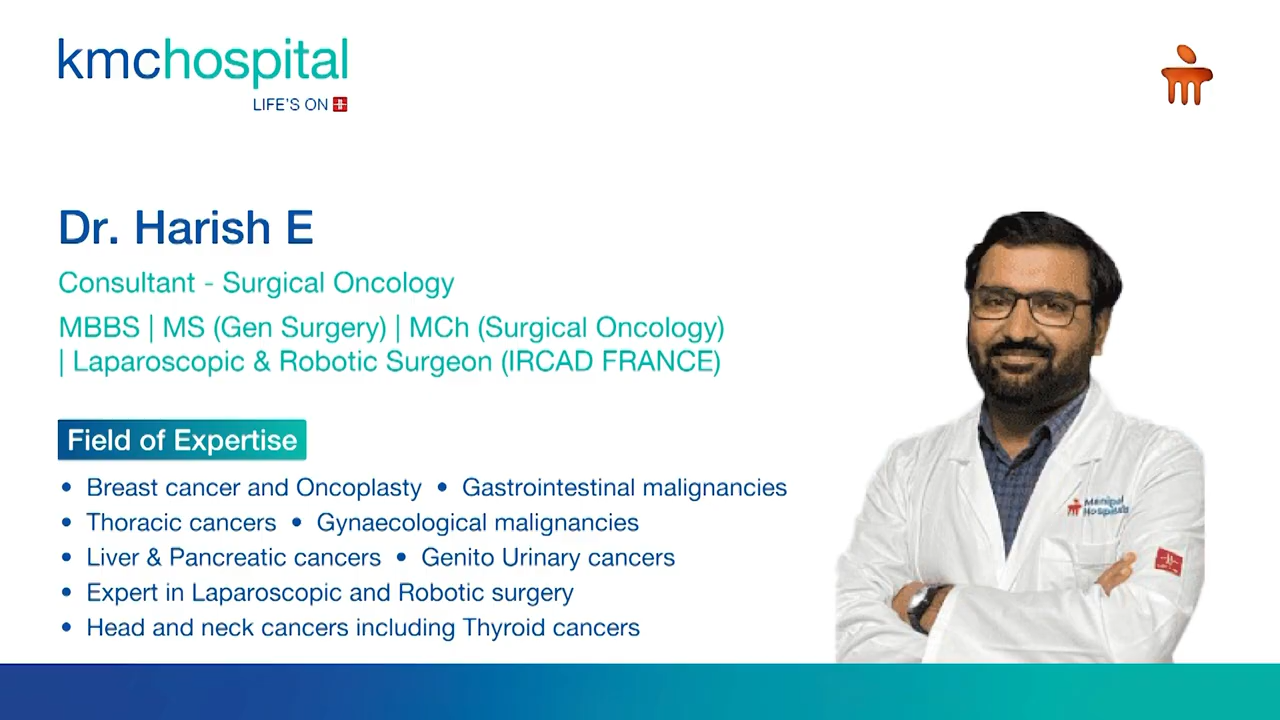 kmchospital
LIFE'S ON
Dr. Harish E
Consultant - Surgical Oncology
MBBS | MS (Gen Surgery) | MCh (Surgical Oncology)
| Laparoscopic & Robotic Surgeon (IRCAD FRANCE)
Field of Expertise
• Breast cancer and Oncoplasty • Gastrointestinal malignancies
• Thoracic cancers • Gynaecological malignancies
• Liver & Pancreatic cancers • Genito Urinary cancers
• Expert in Laparoscopic and Robotic surgery
• Head and neck cancers including Thyroid cancers
Manipal
Hospitals